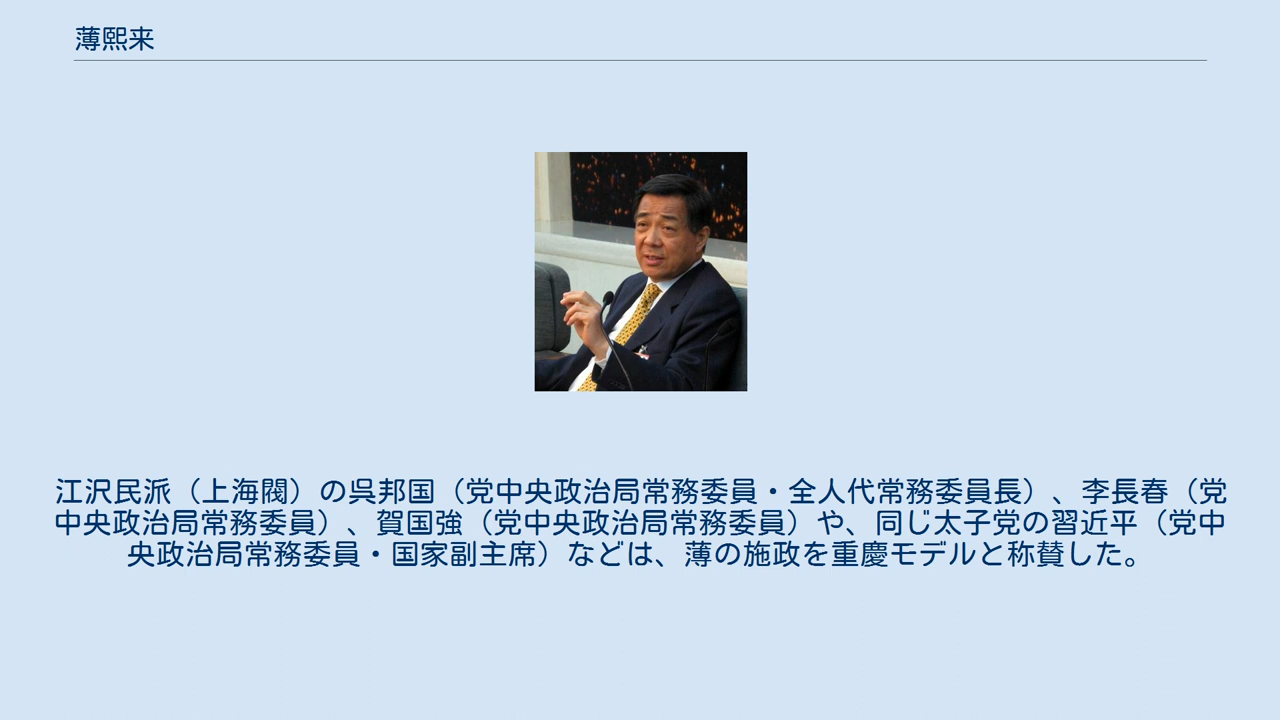 薄熙来
江沢民派（上海閥）の呉邦国（党中央政治局常務委員・全人代常務委員長）、李長春（党
中央政治局常務委員）、賀国強（党中央政治局常務委員）や、同じ太子党の習近平（党中
央政治局常務委員・国家副主席）などは、薄の施政を重慶モデルと称賛した。